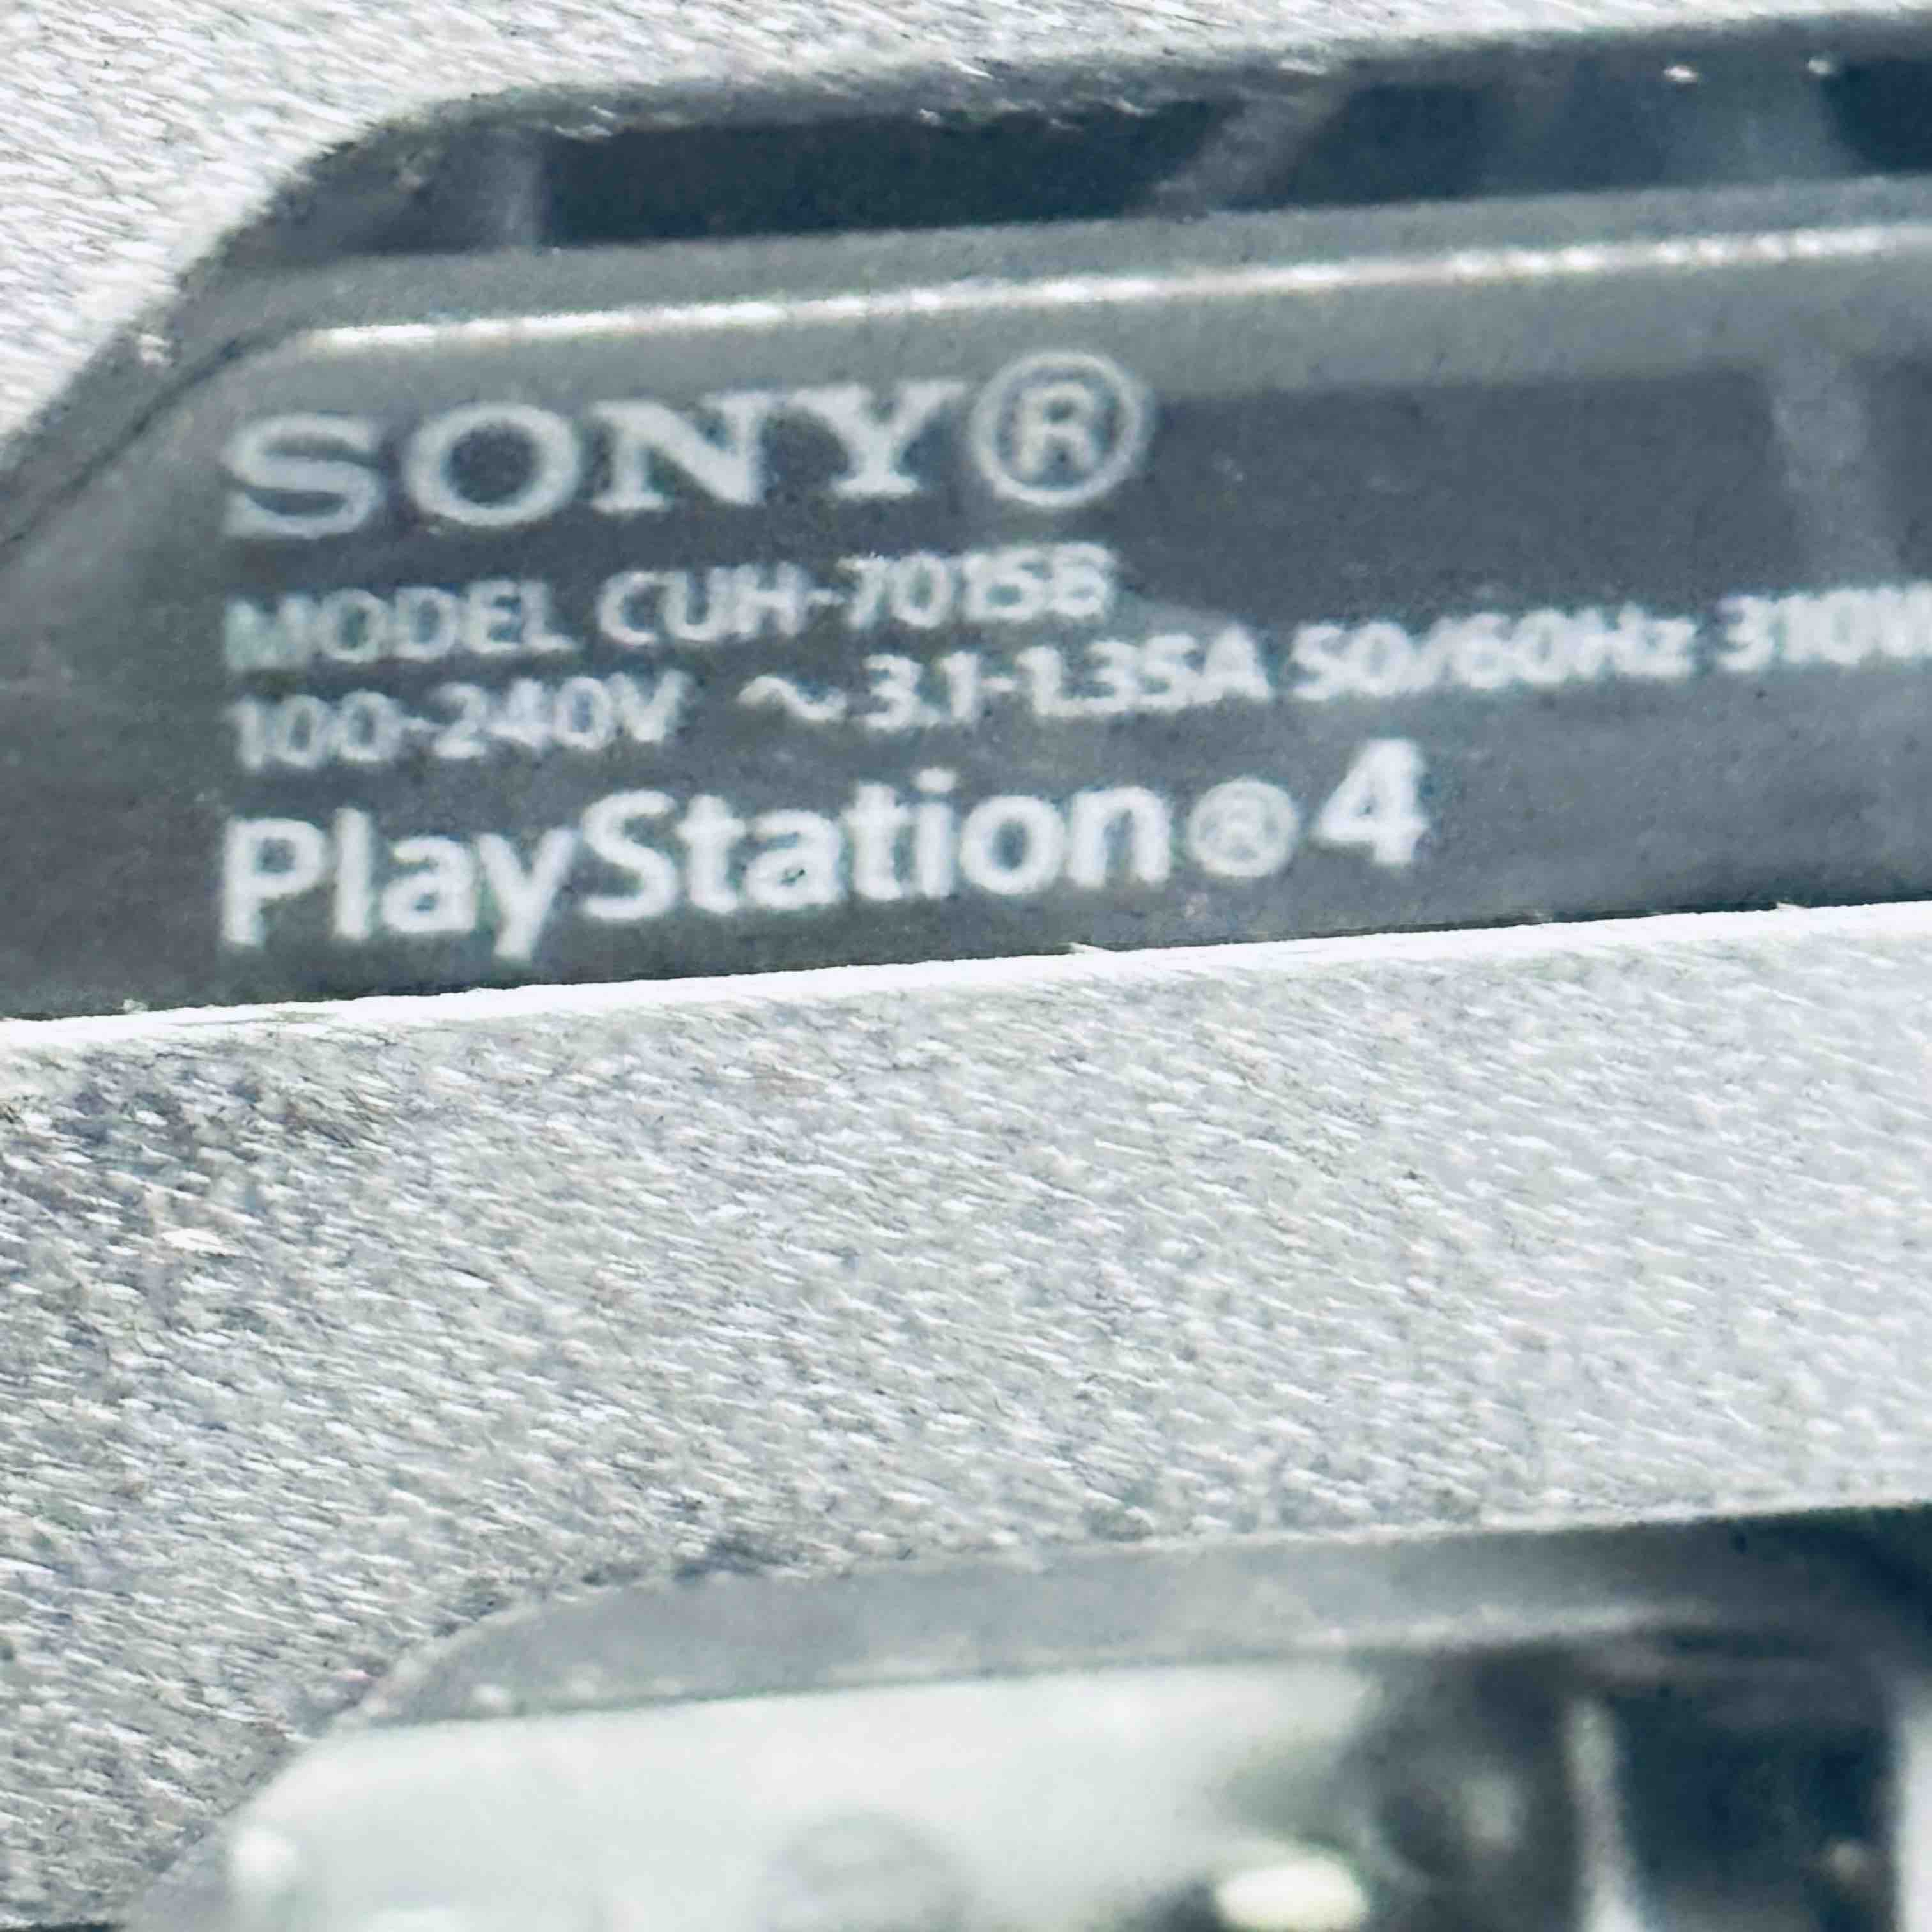 SONY®
MODEL CUH-7015B
100-240V ~ 3.1-1.35A 50/60Hz 310W
PlayStation®4